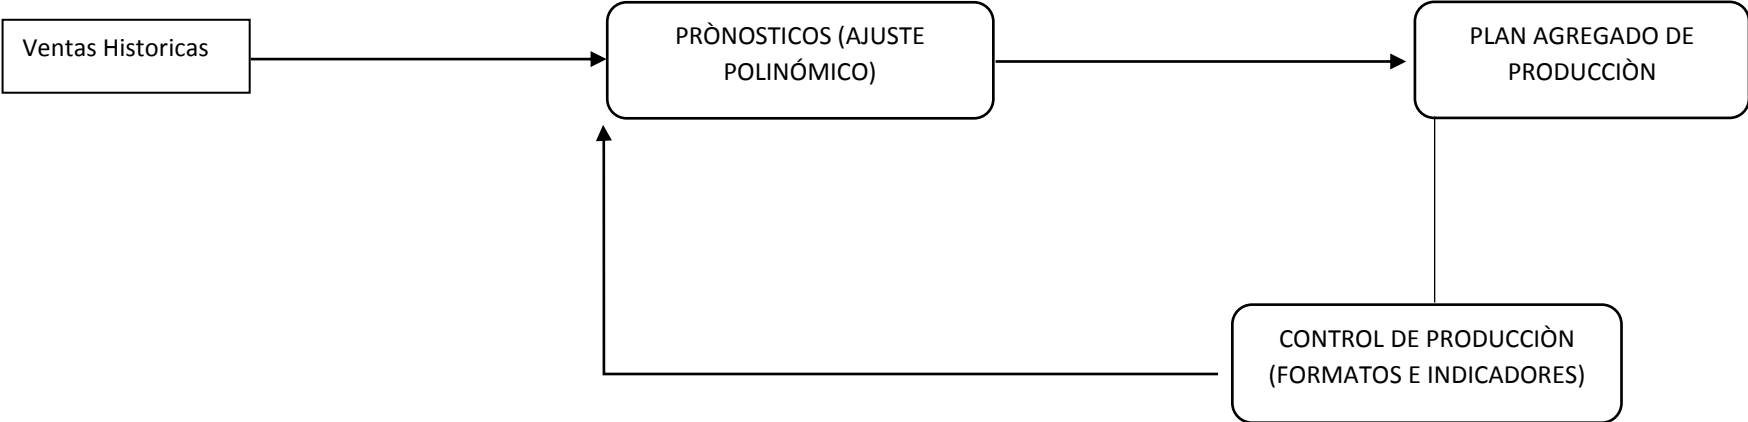 Ventas Historicas
PRÒNOSTICOS (AJUSTE
POLINÓMICO)
PLAN AGREGADO DE
PRODUCCIÒN
CONTROL DE PRODUCCIÒN
(FORMATOS E INDICADORES)